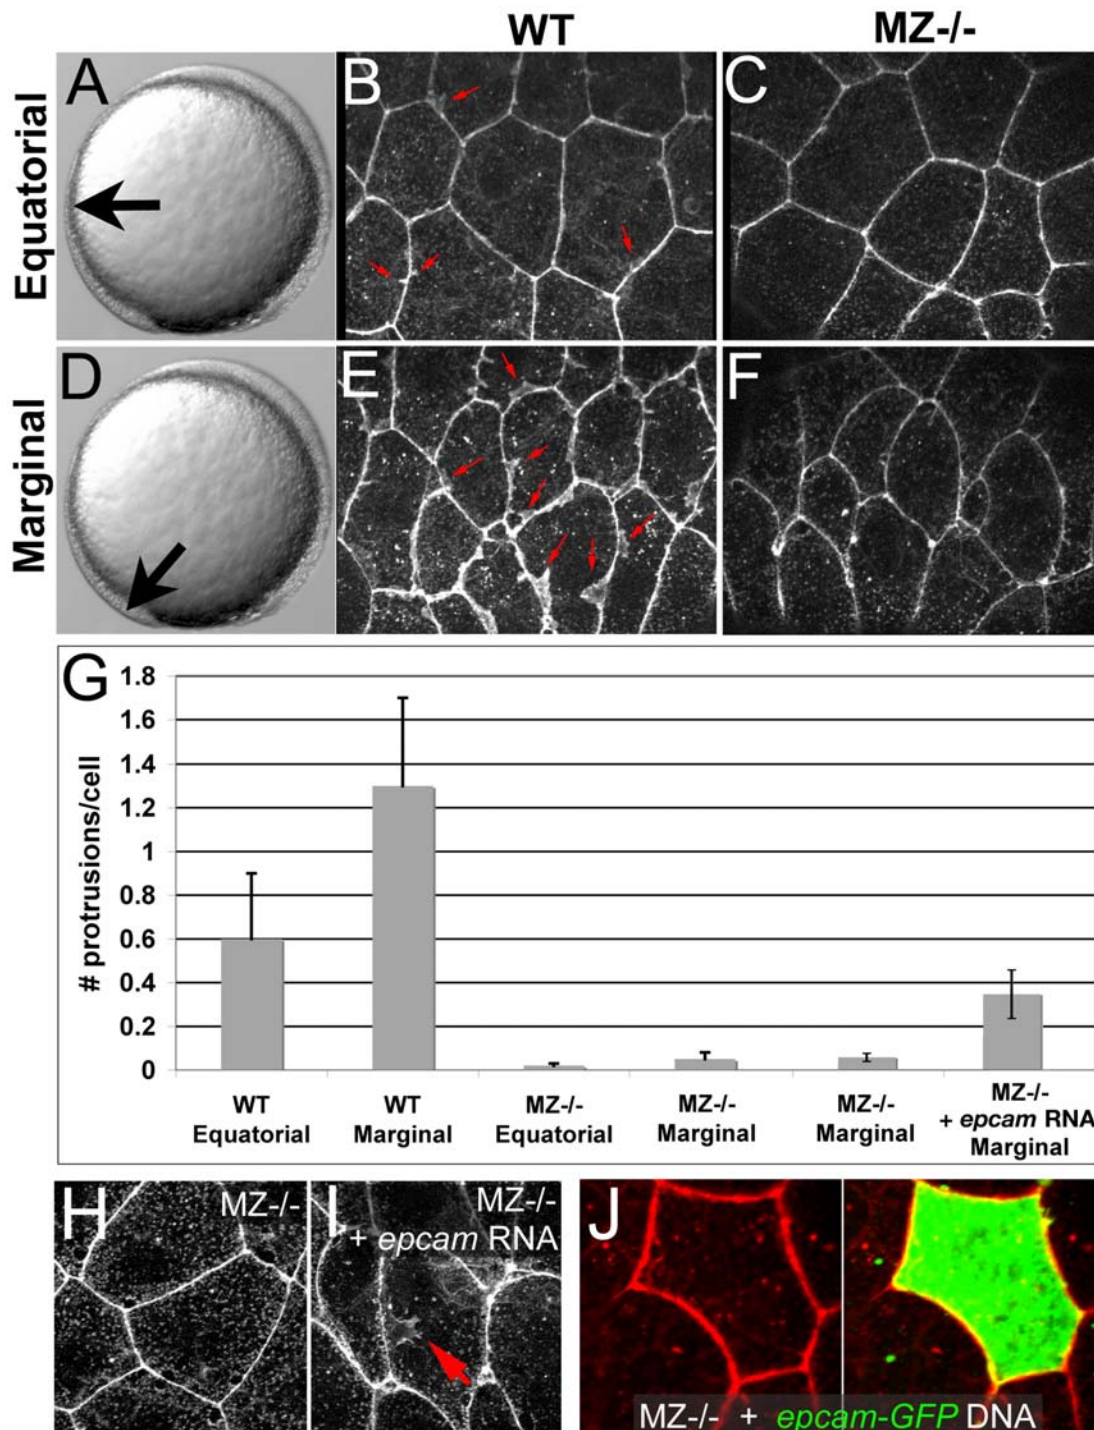 WT
MZ-/-
Equatorial
A
B
C
Marginal
D
E
F
G
# protrusions/cell
1.8
1.6
1.4
1.2
1
0.8
0.6
0.4
0.2
0
WT
Equatorial
WT
Marginal
MZ-/-
Equatorial
MZ-/-
Marginal
MZ-/-
Marginal
MZ-/-
+ epcam RNA
Marginal
H
MZ-/-
I
MZ-/-
+ epcam RNA
J
MZ-/- + epcam-GFP DNA